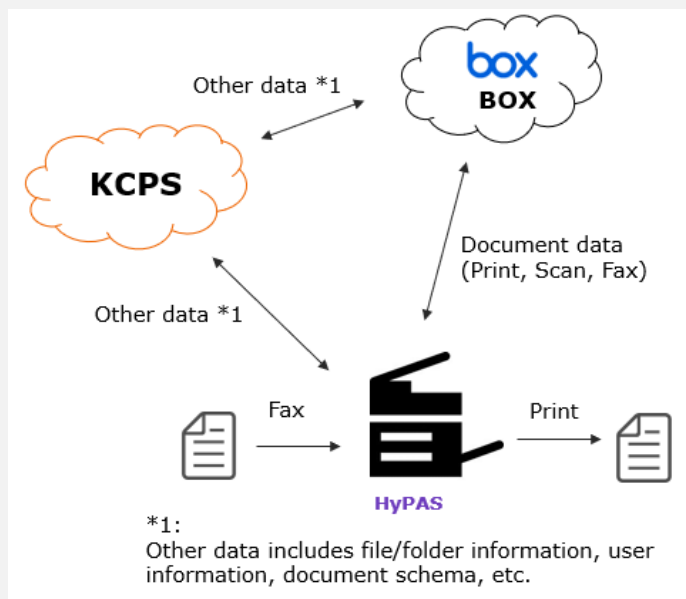 box
BOX
Other data *1
KCPS
Document data
(Print, Scan, Fax)
Other data *1
Fax
Print
HyPAS
*1:
Other data includes file/folder information, user
information, document schema, etc.